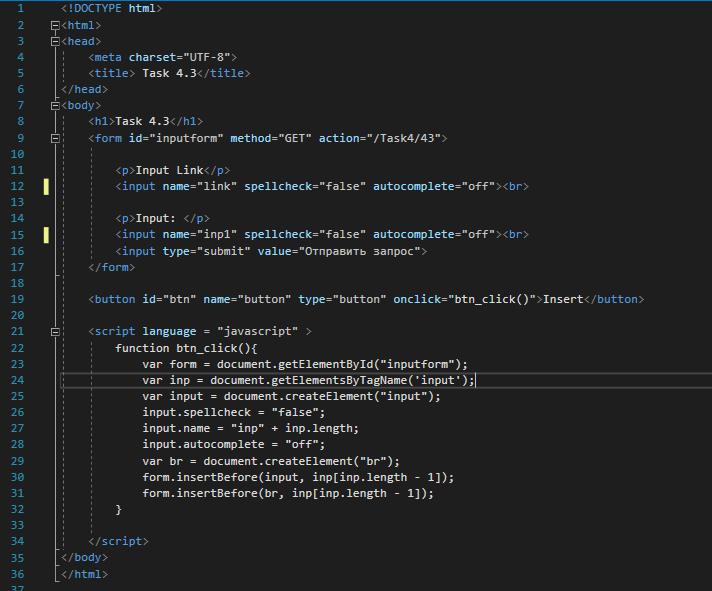 1 <!DOCTYPE html>
2 <html>
3 <head>
4 <meta charset="UTF-8">
5 <title> Task 4.3</title>
6 </head>
7 <body>
8 <h1>Task 4.3</h1>
9 <form id="inputform" method="GET" action="/Task4/43">
10
11 <p>Input Link</p>
12 <input name="link" spellcheck="false" autocomplete="off"><br>
13
14 <p>Input: </p>
15 <input name="inp1" spellcheck="false" autocomplete="off"><br>
16 <input type="submit" value="Отправить запрос">
17 </form>
18
19 <button id="btn" name="button" type="button" onclick="btn_click()">Insert</button>
20
21 <script language = "javascript" >
22 function btn_click(){
23 var form = document.getElementById("inputform");
24 var inp = document.getElementsByTagName('input');
25 var input = document.createElement("input");
26 input.spellcheck = "false";
27 input.name = "inp" + inp.length;
28 input.autocomplete = "off";
29 var br = document.createElement("br");
30 form.insertBefore(input, inp[inp.length - 1]);
31 form.insertBefore(br, inp[inp.length - 1]);
32 }
33
34 </script>
35 </body>
36 </html>
37